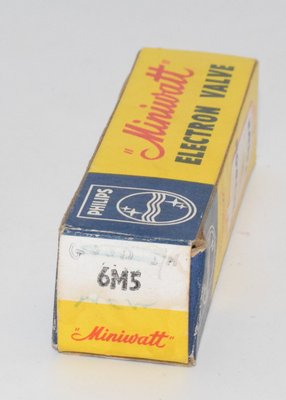 "Miniwatt"
ELECTRON VALVE
PHILIPS
6M5
"Miniwatt"